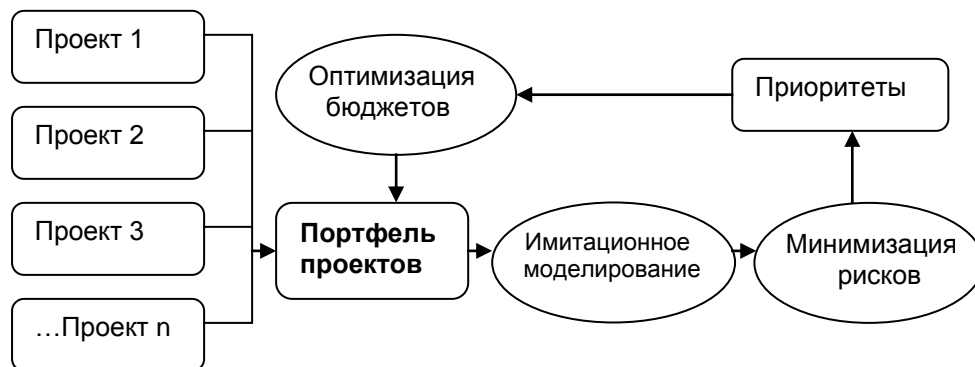 Проект 1
Проект 2
Проект 3
…Проект n
Оптимизация
бюджетов
Портфель
проектов
Имитационное
моделирование
Минимизация
рисков
Приоритеты